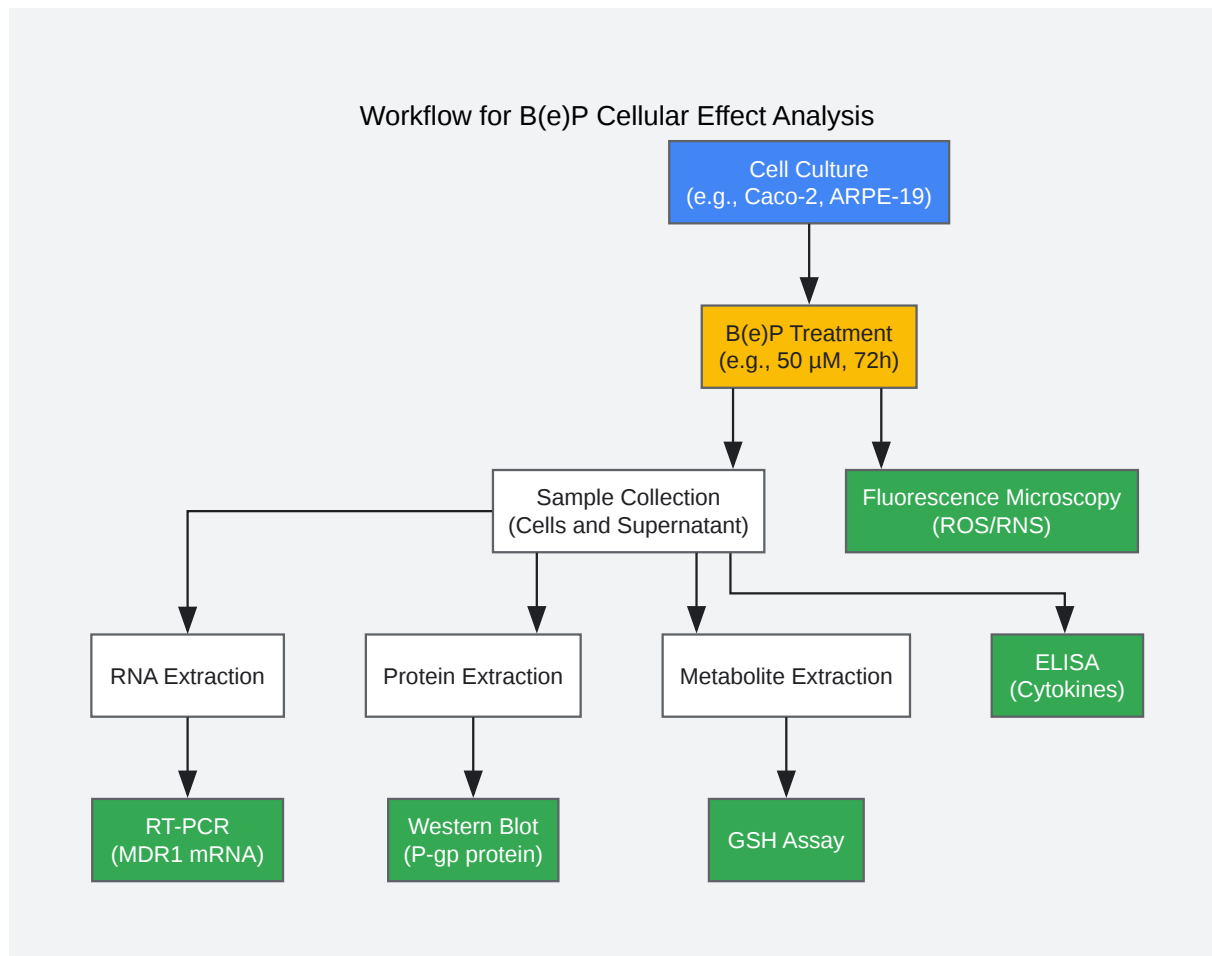 Workflow for B(e)P Cellular Effect Analysis
Cell Culture
(e.g., Caco-2, ARPE-19)
B(e)P Treatment
(e.g., 50 µM, 72h)
Sample Collection
(Cells and Supernatant)
Fluorescence Microscopy
(ROS/RNS)
RNA Extraction
Protein Extraction
Metabolite Extraction
ELISA
(Cytokines)
RT-PCR
(MDR1 mRNA)
Western Blot
(P-gp protein)
GSH Assay